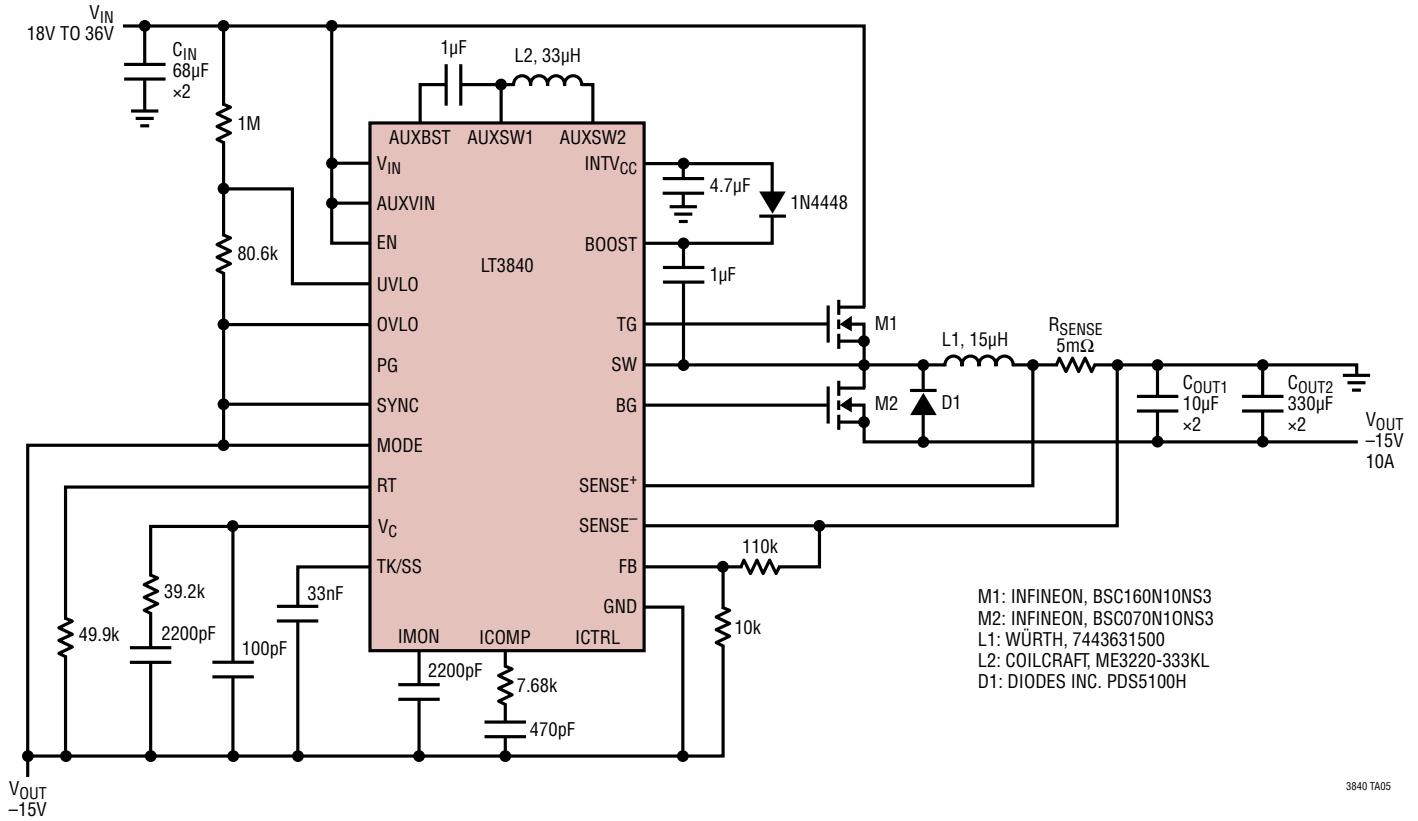 VIN
18V TO 36V
CIN
68µF
×2
1M
80.6k
1µF
L2, 33µH
AUXBST
AUXSW1
AUXSW2
VIN
AUXVIN
EN
UVLO
OVLO
PG
SYNC
MODE
RT
VC
TK/SS
IMON
ICOMP
ICTRL
LT3840
INTVCC
BOOST
TG
SW
BG
SENSE+
SENSE–
FB
GND
4.7µF
1N4448
1µF
M1
M2
D1
L1, 15µH
RSENSE
5mΩ
COUT1
10µF
×2
COUT2
330µF
×2
VOUT
–15V
10A
110k
10k
49.9k
39.2k
2200pF
100pF
33nF
2200pF
7.68k
470pF
M1: INFINEON, BSC160N10NS3
M2: INFINEON, BSC070N1ONS3
L1: WÜRTH, 7443631500
L2: COILCRAFT, ME3220-333KL
D1: DIODES INC. PDS5100H
VOUT
–15V
3840 TA05